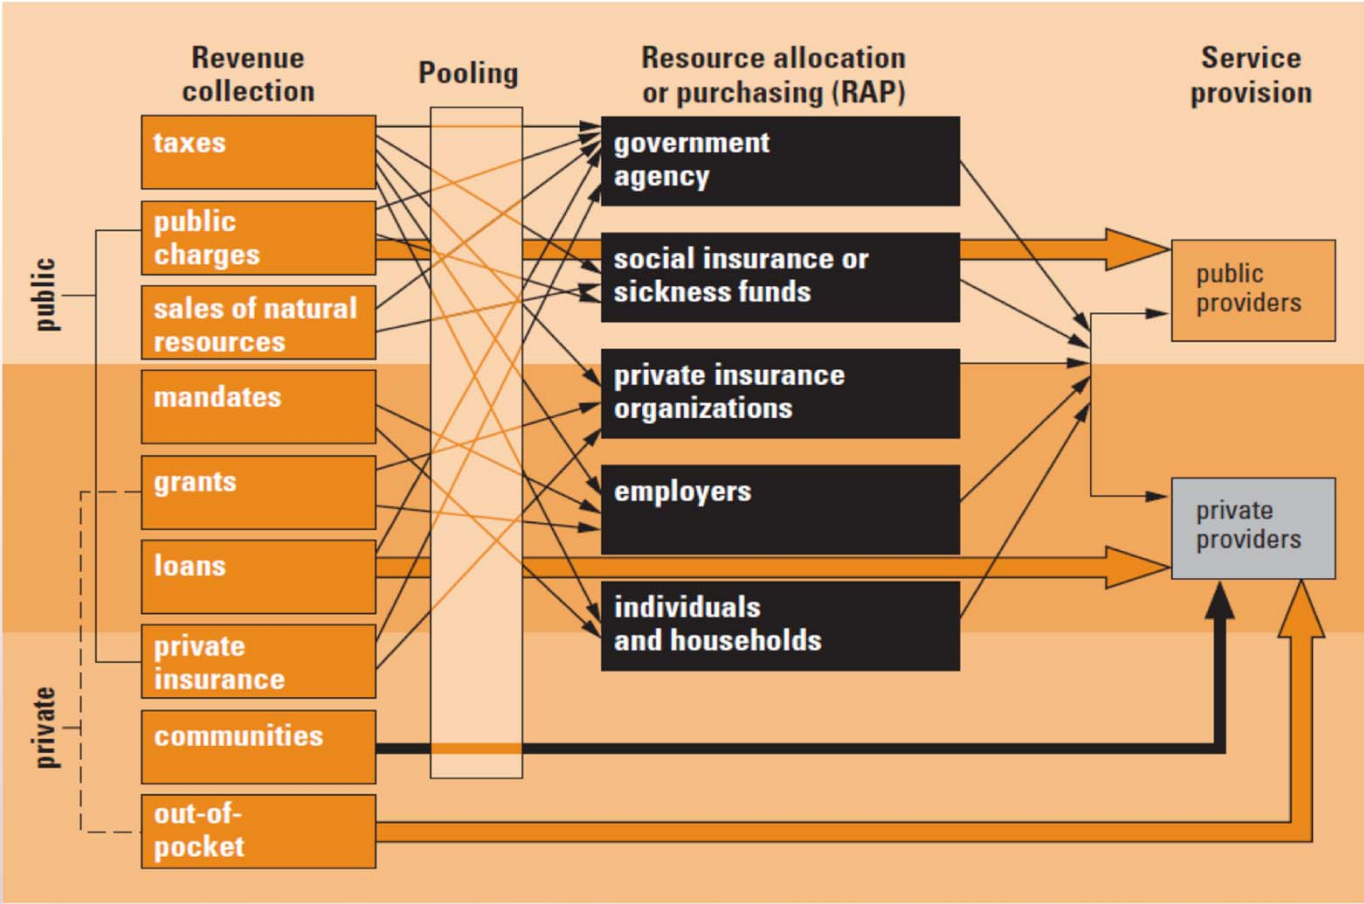 Revenue
collection
Pooling
Resource allocation
or purchasing (RAP)
Service
provision
public
private
taxes
public
charges
sales of natural
resources
mandates
grants
loans
private
insurance
communities
out-of-
pocket
government
agency
social insurance or
sickness funds
private insurance
organizations
employers
individuals
and households
public
providers
private
providers